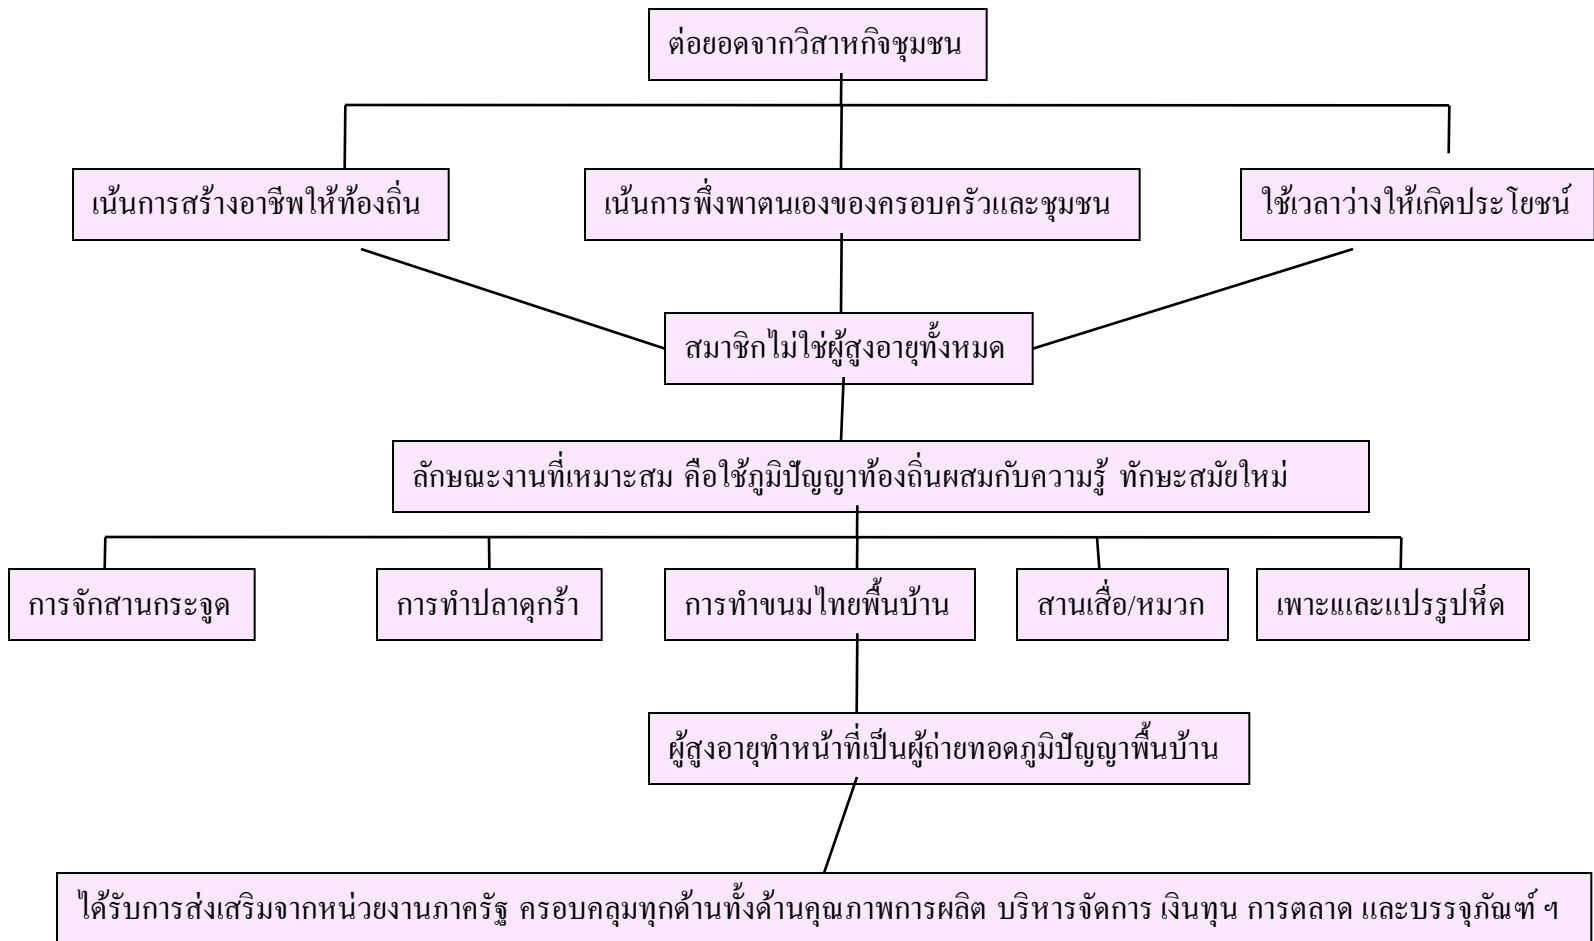 ต่อยอดจากวิสาหกิจชุมชน
เน้นการสร้างอาชีพให้ท้องถิ่น
เน้นการพึ่งพาตนเองของครอบครัวและชุมชน
ใช้เวลาว่างให้เกิดประโยชน์
สมาชิกไม่ใช่ผู้สูงอายุทั้งหมด
ลักษณะงานที่เหมาะสม คือใช้ภูมิปัญญาท้องถิ่นผสมกับความรู้ ทักษะสมัยใหม่
การจักสานกระจูด
การทำปลาดุกร้า
การทำขนมไทยพื้นบ้าน
สานเสื่อ/หมวก
เพาะและแปรรูปห็ด
ผู้สูงอายุทำหน้าที่เป็นผู้ถ่ายทอดภูมิปัญญาพื้นบ้าน
ได้รับการส่งเสริมจากหน่วยงานภาครัฐ ครอบคลุมทุกด้านทั้งด้านคุณภาพการผลิต บริหารจัดการ เงินทุน การตลาด และบรรจุภัณฑ์ ฯ